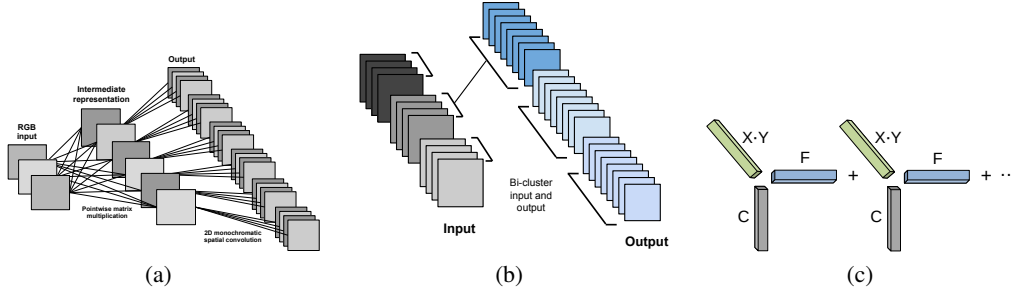 Output
Intermediate
representation
RGB
input
Pointwise matrix
multiplication
2D monochromatic
spatial convolution
(a)
Bi-cluster
input and
output
Input
Output
(b)
X·Y
F
+
C
X·Y
F
+ ··
C
(c)